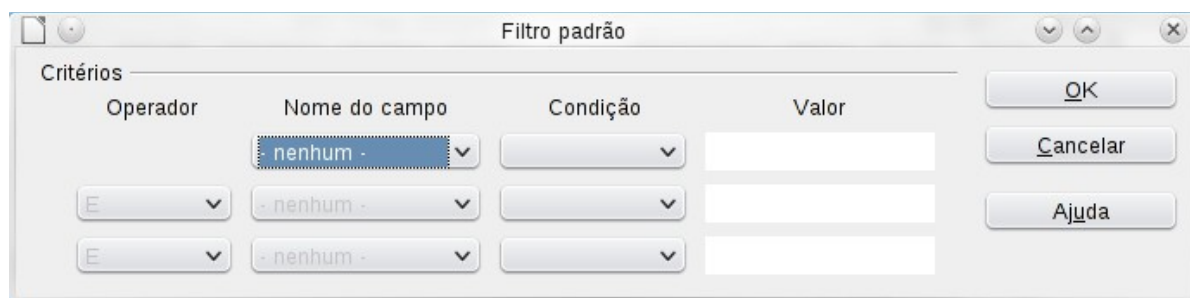 Filtro padrão
Critérios
Operador Nome do campo Condição Valor
OK
- nenhum -
Cancelar
E - nenhum -
Ajuda
E - nenhum -